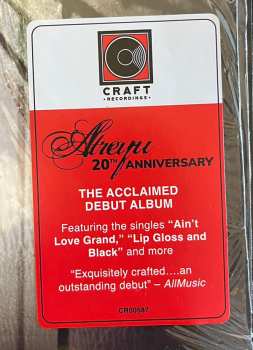 CRAFT
RECORDINGS
Atreyu
20TH ANNIVERSARY
THE ACCLAIMED
DEBUT ALBUM
Featuring the singles “Ain’t
Love Grand,” “Lip Gloss and
Black” and more
“Exquisitely crafted....an
outstanding debut” – AllMusic
CR00587